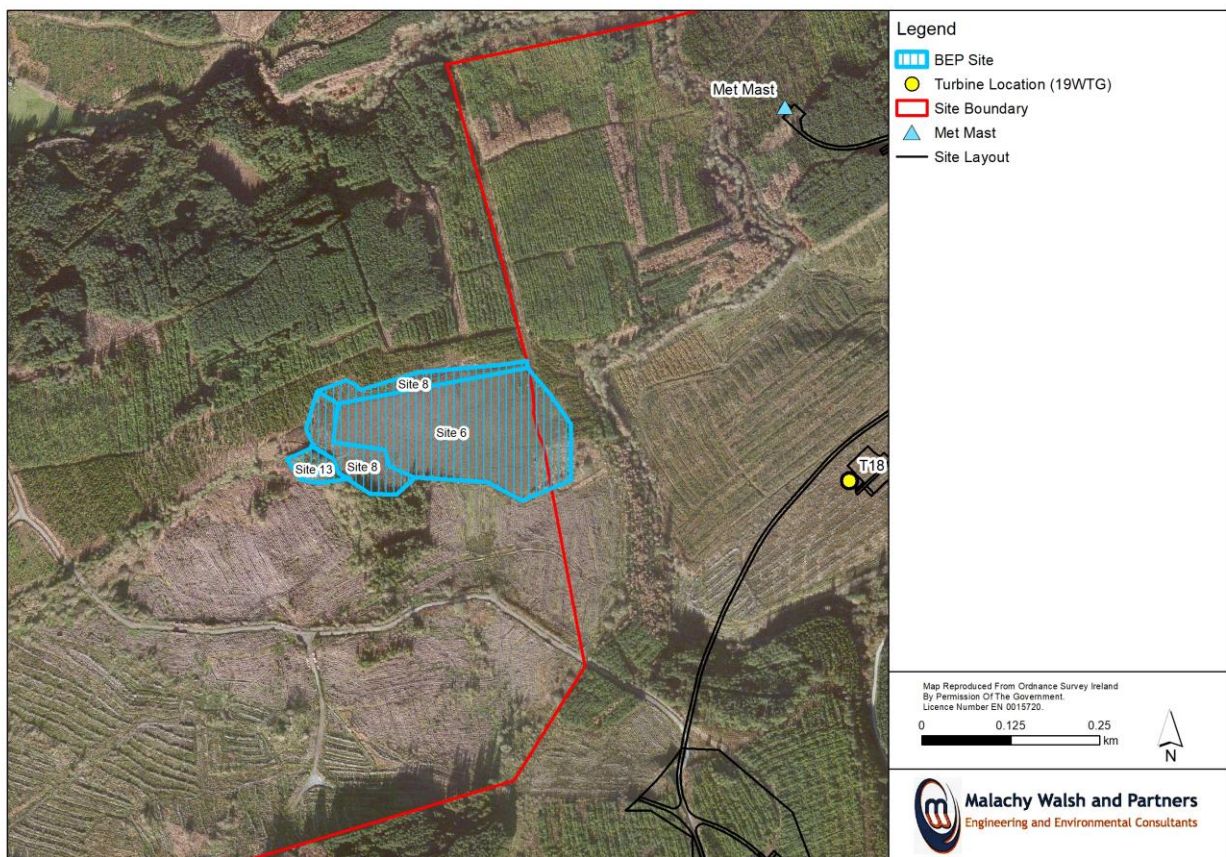 Met Mast
Site 8
Site 6
Site 13
Site 8
T18
Legend
BEP Site
Turbine Location (19WTG)
Site Boundary
Met Mast
Site Layout
Map Reproduced From Ordnance Survey Ireland
By Permission Of The Government.
Licence Number EN 0015720.
0 0.125 0.25
km
N
Malachy Walsh and Partners
Engineering and Environmental Consultants